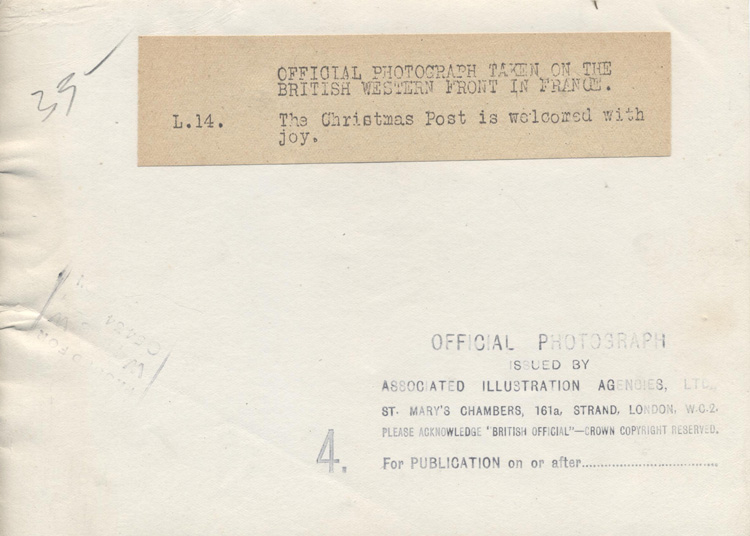 39
OFFICIAL PHOTOGRAPH TAKEN ON THE
BRITISH WESTERN FRONT IN FRANCE.
L.14. The Christmas Post is welcomed with
joy.
OFFICIAL PHOTOGRAPH
ISSUED BY
ASSOCIATED ILLUSTRATION AGENCIES, LTD.,
ST. MARY'S CHAMBERS, 161a, STRAND, LONDON, W.C.2.
PLEASE ACKNOWLEDGE "BRITISH OFFICIAL"—CROWN COPYRIGHT RESERVED.
4. For PUBLICATION on or after